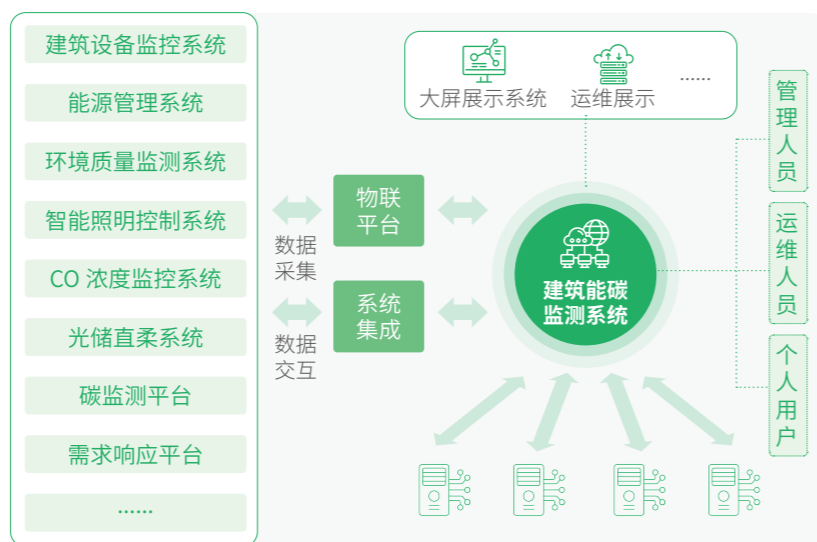 建筑设备监控系统
能源管理系统
环境质量监测系统
智能照明控制系统
CO 浓度监控系统
光储直柔系统
碳监测平台
需求响应平台
……
数据
采集
数据
交互
物联
平台
系统
集成
大屏展示系统
运维展示
……
建筑能碳
监测系统
管理人员
运维人员
个人用户